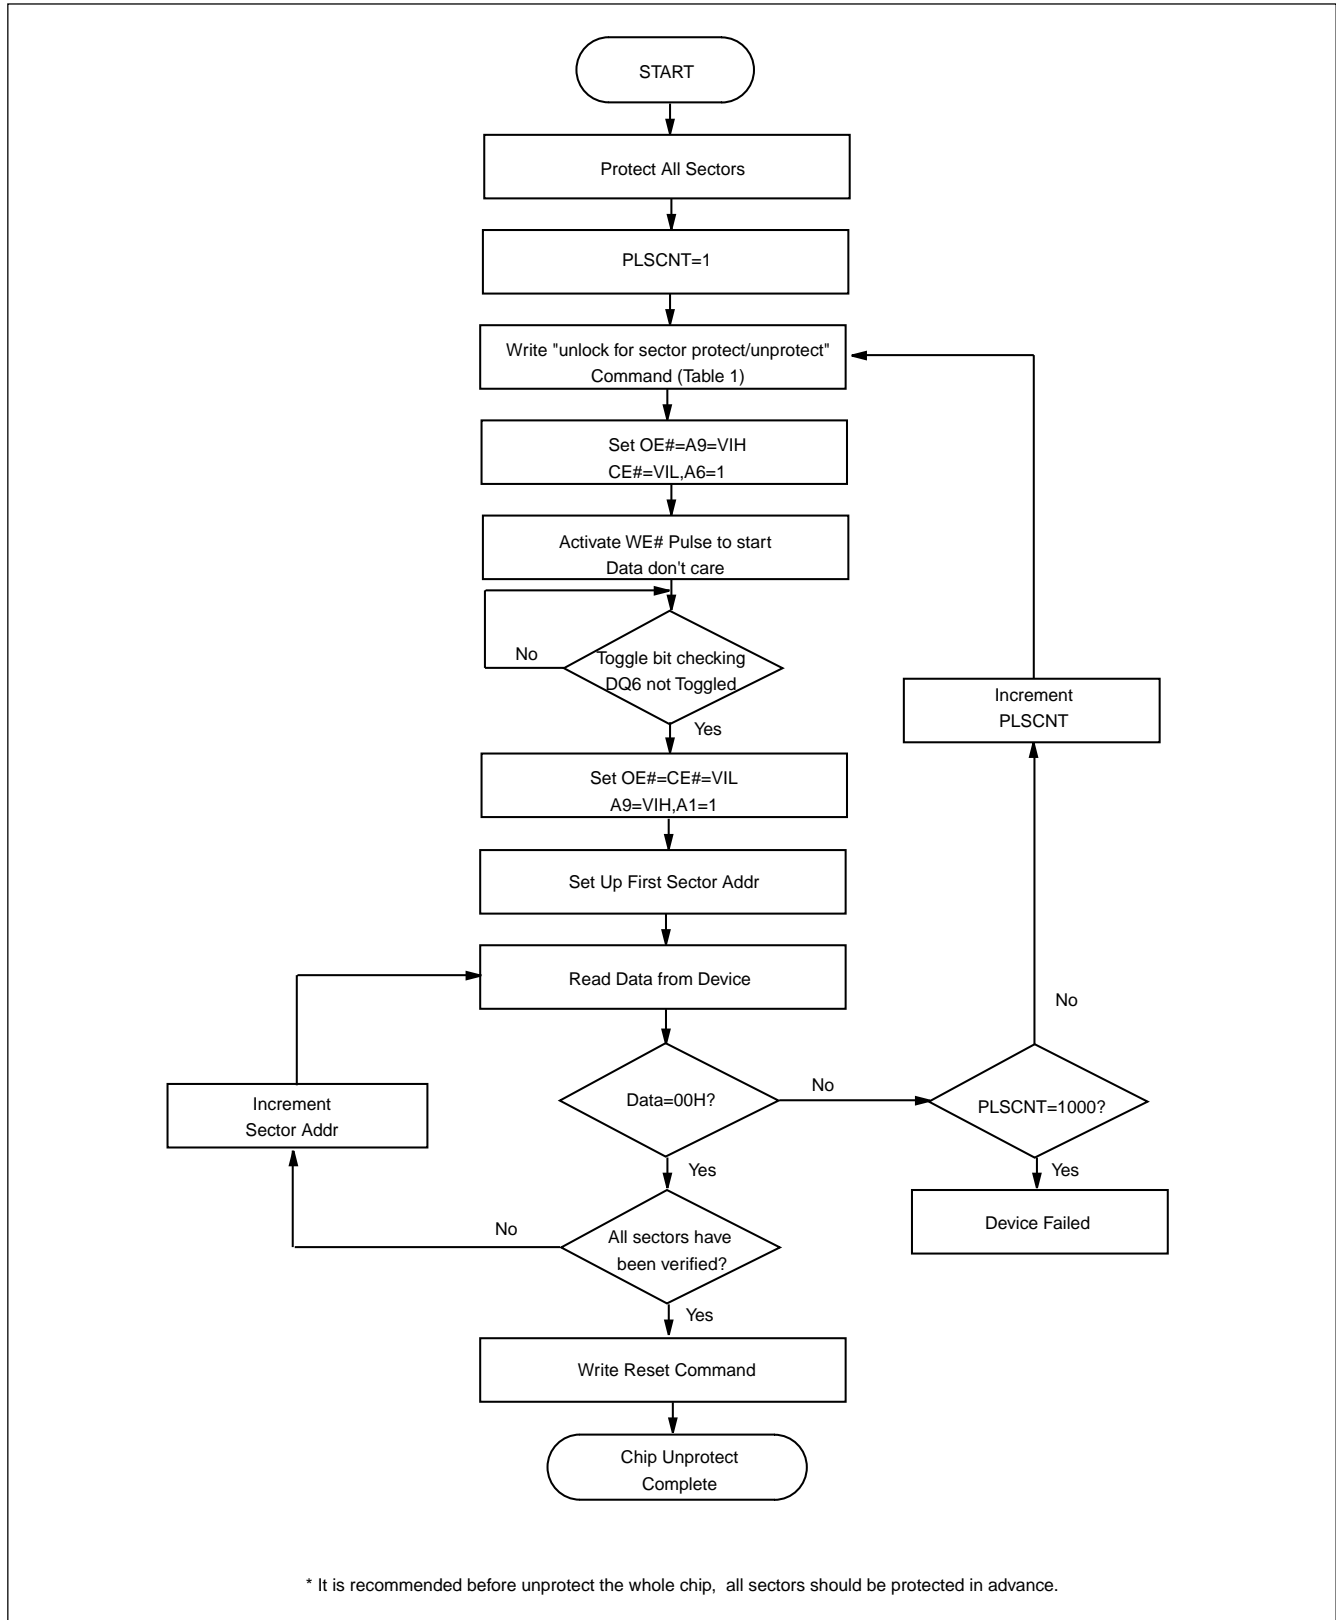 START
Protect All Sectors
PLSCNT=1
Write "unlock for sector protect/unprotect"
Command (Table 1)
Set OE#=A9=VIH
CE#=VIL,A6=1
Activate WE# Pulse to start
Data don't care
No
Toggle bit checking
DQ6 not Toggled
Yes
Increment
PLSCNT
Set OE#=CE#=VIL
A9=VIH,A1=1
Set Up First Sector Addr
Read Data from Device
No
Increment
Sector Addr
Data=00H?
No
PLSCNT=1000?
Yes
Yes
Device Failed
No
All sectors have
been verified?
Yes
Write Reset Command
Chip Unprotect
Complete
* It is recommended before unprotect the whole chip, all sectors should be protected in advance.